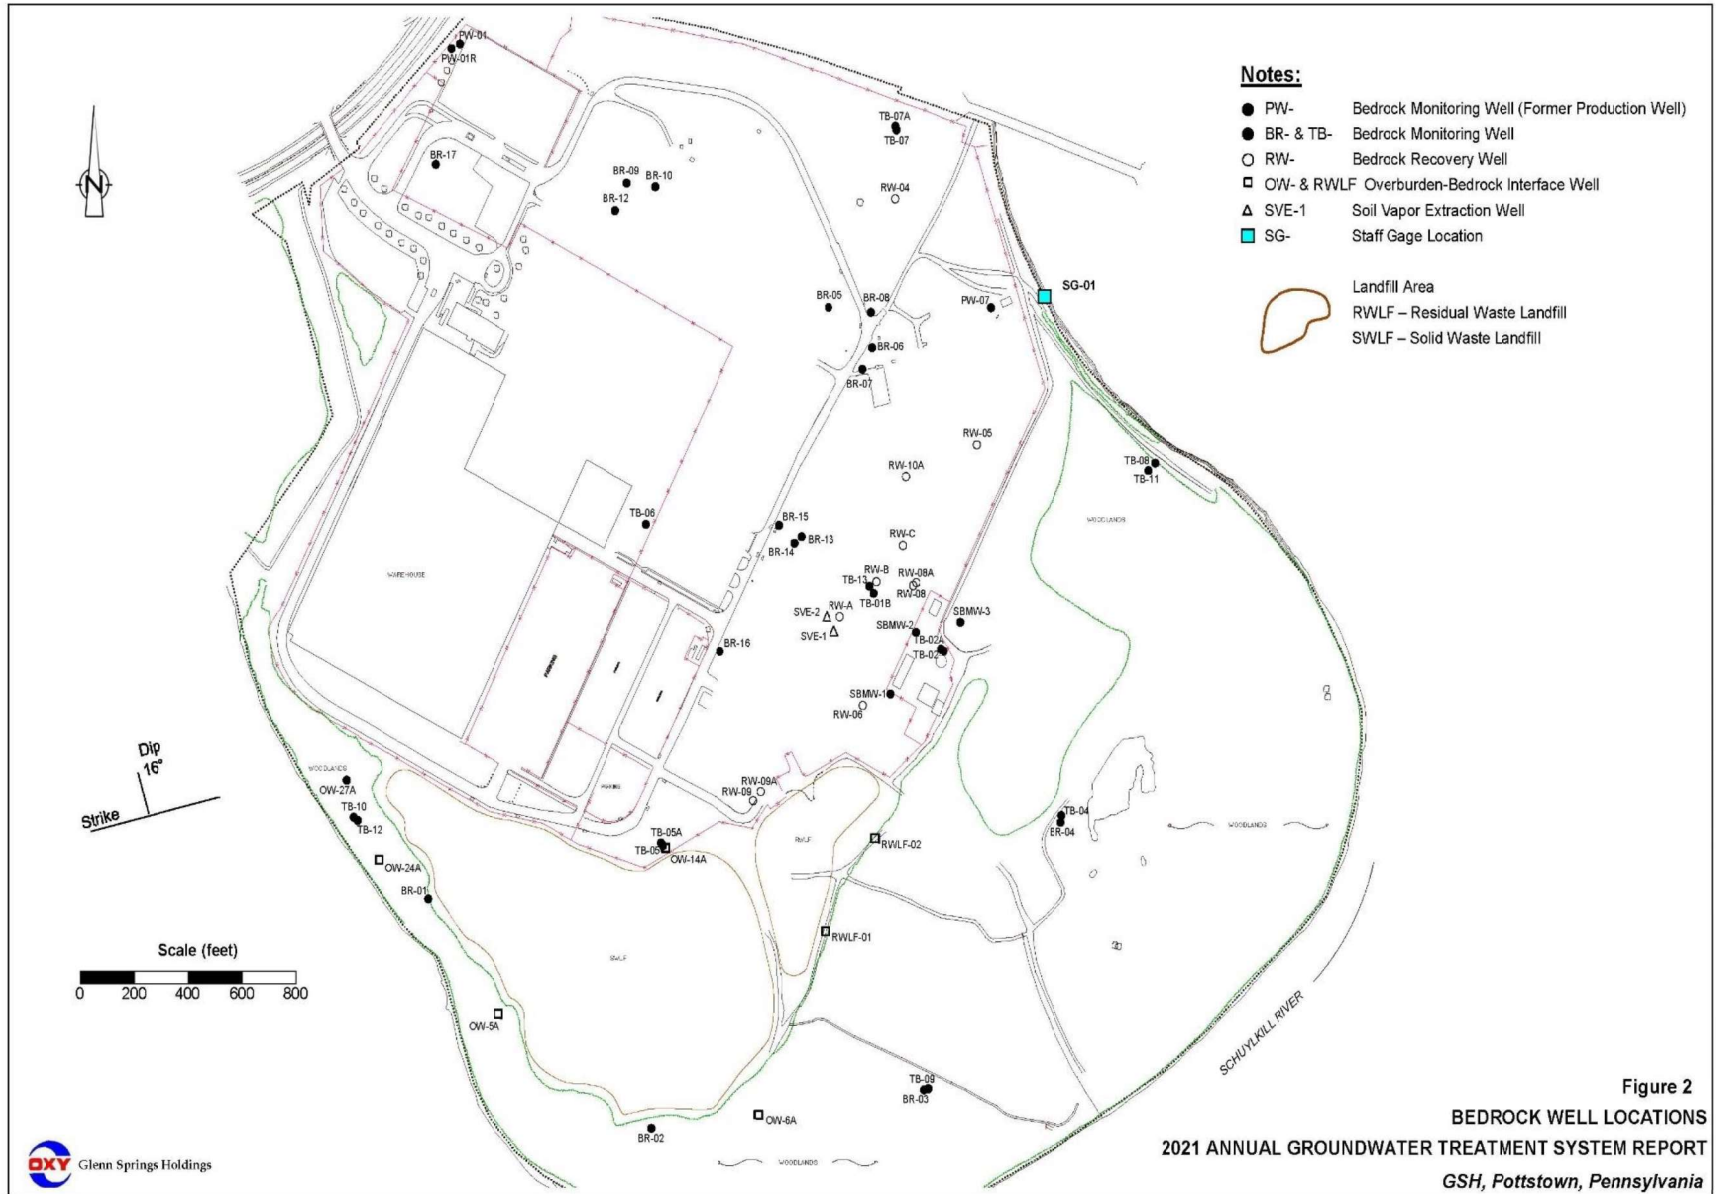 PW-01
PW-01R
BR-17
BR-09
BR-10
BR-12
TB-07A
TB-07
RW-04
N
Notes:
PW- Bedrock Monitoring Well (Former Production Well)
BR- & TB- Bedrock Monitoring Well
RW- Bedrock Recovery Well
OW- & RWLF Overburden-Bedrock Interface Well
SVE-1 Soil Vapor Extraction Well
SG- Staff Gage Location
Landfill Area
RWLF – Residual Waste Landfill
SWLF – Solid Waste Landfill
BR-05
BR-08
PW-07
SG-01
BR-06
BR-07
RW-05
RW-10A
TB-08
TB-11
WOODLANDS
TB-06
BR-15
BR-13
BR-14
RW-C
WAREHOUSE
RW-B
RW-08A
TB-13
RW-08
TB-01B
SVE-2
RW-A
SVE-1
SBMW-3
SBMW-2
TB-02A
TB-02
BR-16
PARKING
SBMW-1
RW-06
Dip
16°
Strike
WOODLANDS
OW-27A
TB-10
TB-12
PARKING
RW-09A
RW-09
TB-04
BR-04
WOODLANDS
TB-05A
TB-05
OW-14A
RWLF
RWLF-02
OW-24A
BR-01
RWLF-01
SWLF
Scale (feet)
0 200 400 600 800
OW-5A
SCHUYLKILL RIVER
TB-09
BR-03
OW-6A
BR-02
WOODLANDS
OXY Glenn Springs Holdings
Figure 2
BEDROCK WELL LOCATIONS
2021 ANNUAL GROUNDWATER TREATMENT SYSTEM REPORT
GSH, Pottstown, Pennsylvania